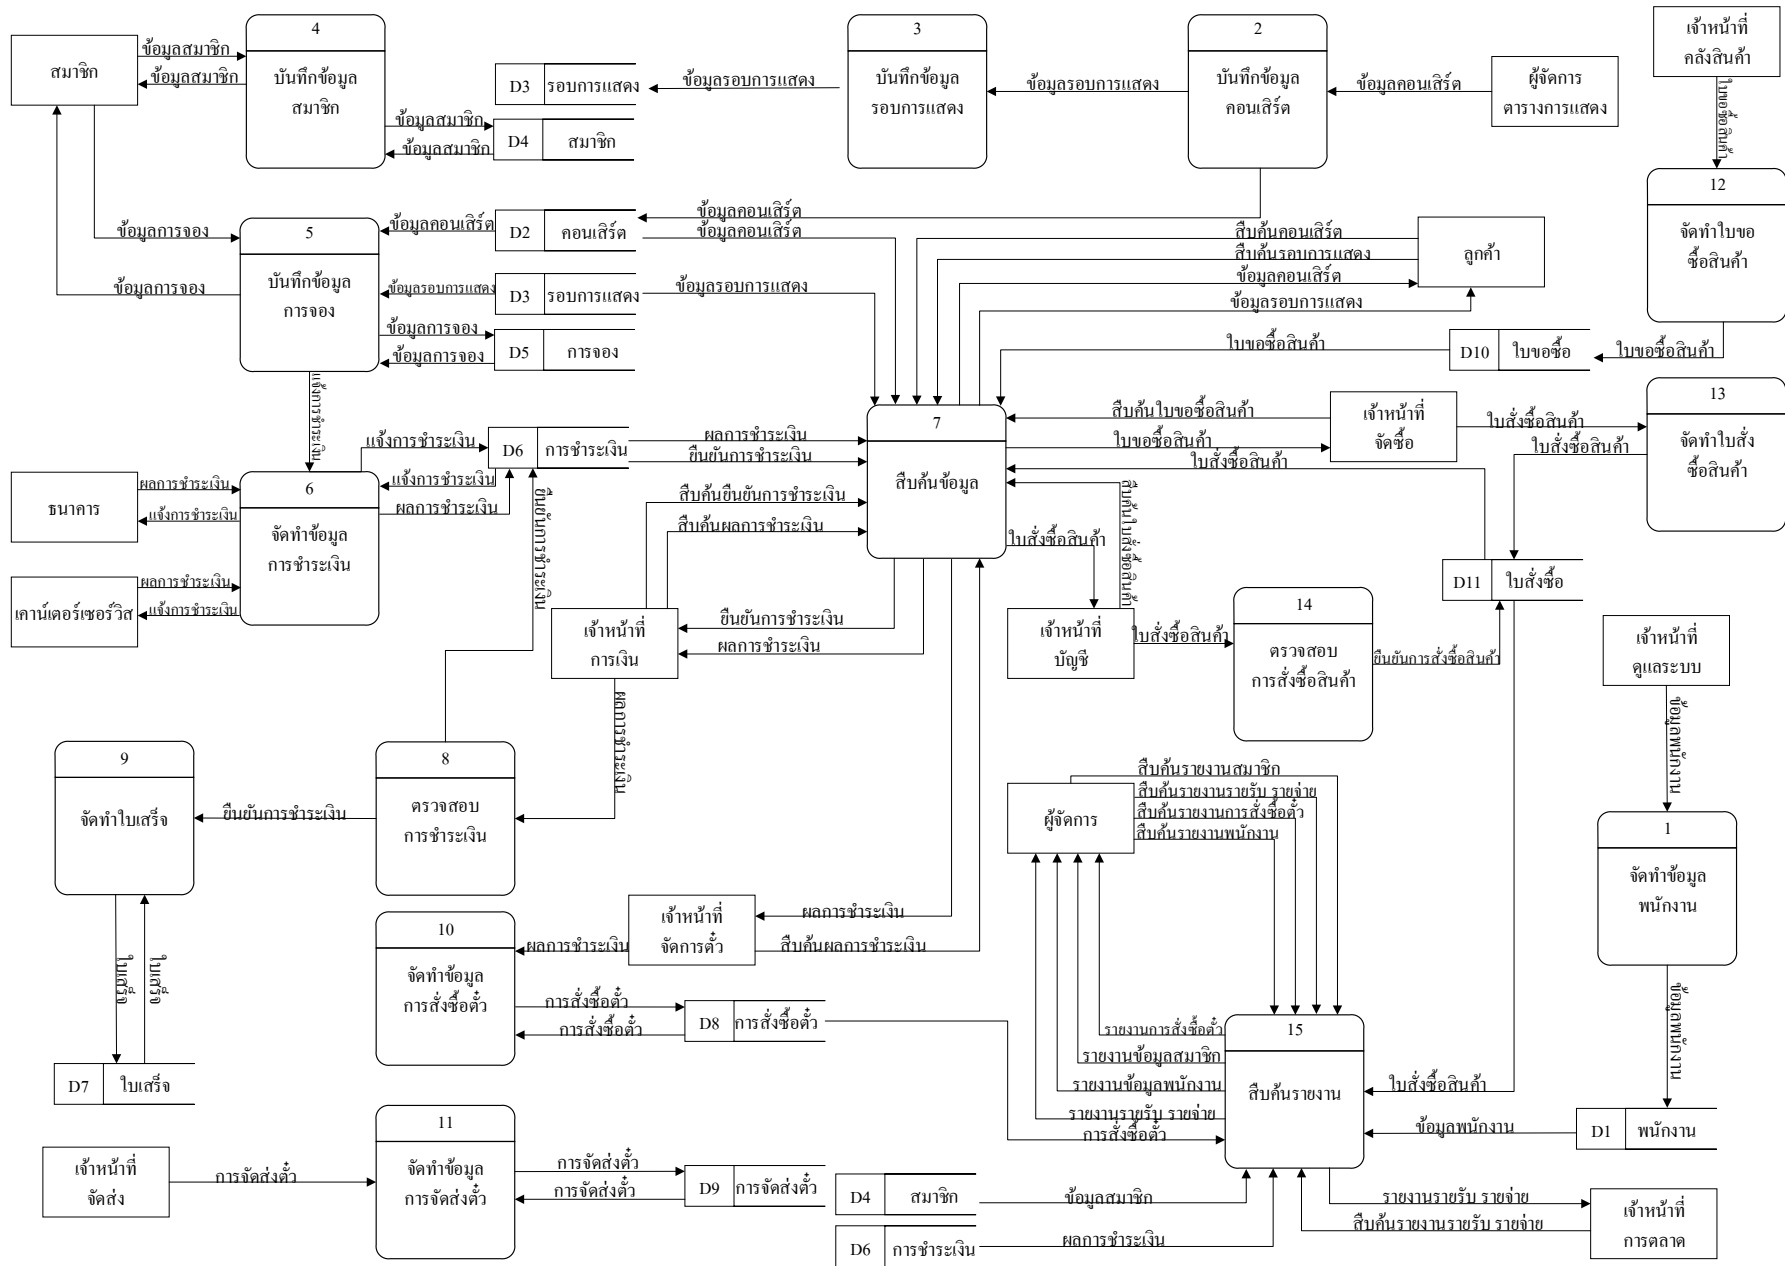 4
บันทึกข้อมูล
สมาชิก
3
บันทึกข้อมูล
รอบการแสดง
2
บันทึกข้อมูล
คอนเสิร์ต
เจ้าหน้าที่
คลังสินค้า
สมาชิก
ข้อมูลสมาชิก
ข้อมูลสมาชิก
D3 รอบการแสดง
ข้อมูลรอบการแสดง
ข้อมูลรอบการแสดง
ข้อมูลคอนเสิร์ต
ผู้จัดการ
ตารางการแสดง
ข้อมูลสมาชิก
ข้อมูลสมาชิก
D4 สมาชิก
ใบขอซื้อสินค้า
12
จัดทำใบขอ
ซื้อสินค้า
ข้อมูลการจอง
ข้อมูลการจอง
5
บันทึกข้อมูล
การจอง
ข้อมูลคอนเสิร์ต
D2 คอนเสิร์ต
ข้อมูลคอนเสิร์ต
ข้อมูลคอนเสิร์ต
สืบค้นคอนเสิร์ต
สืบค้นรอบการแสดง
ข้อมูลคอนเสิร์ต
ข้อมูลรอบการแสดง
ลูกค้า
ข้อมูลรอบการแสดง
D3 รอบการแสดง
ข้อมูลรอบการแสดง
ข้อมูลการจอง
ข้อมูลการจอง
D5 การจอง
ใบขอซื้อสินค้า
D10 ใบขอซื้อ
ใบขอซื้อสินค้า
แจ้งการชำระเงิน
7
สืบค้นข้อมูล
สืบค้นใบขอซื้อสินค้า
ใบขอซื้อสินค้า
ใบสั่งซื้อสินค้า
เจ้าหน้าที่
จัดซื้อ
ใบสั่งซื้อสินค้า
ใบสั่งซื้อสินค้า
13
จัดทำใบสั่ง
ซื้อสินค้า
แจ้งการชำระเงิน
D6 การชำระเงิน
ผลการชำระเงิน
ยืนยันการชำระเงิน
ธนาคาร
ผลการชำระเงิน
แจ้งการชำระเงิน
6
จัดทำข้อมูล
การชำระเงิน
แจ้งการชำระเงิน
ผลการชำระเงิน
ยืนยันการชำระเงิน
สืบค้นยืนยันการชำระเงิน
สืบค้นผลการชำระเงิน
ใบสั่งซื้อสินค้า
สืบค้นใบสั่งซื้อสินค้า
เคาน์เตอร์เซอร์วิส
ผลการชำระเงิน
แจ้งการชำระเงิน
D11 ใบสั่งซื้อ
เจ้าหน้าที่
การเงิน
ยืนยันการชำระเงิน
ผลการชำระเงิน
เจ้าหน้าที่
บัญชี
ใบสั่งซื้อสินค้า
14
ตรวจสอบ
การสั่งซื้อสินค้า
ยืนยันการสั่งซื้อสินค้า
เจ้าหน้าที่
ดูแลระบบ
ผลการชำระเงิน
ข้อมูลพนักงาน
9
จัดทำใบเสร็จ
ยืนยันการชำระเงิน
8
ตรวจสอบ
การชำระเงิน
ผู้จัดการ
สืบค้นรายงานสมาชิก
สืบค้นรายงานรายรับ รายจ่าย
สืบค้นรายงานการสั่งซื้อตั๋ว
สืบค้นรายงานพนักงาน
1
จัดทำข้อมูล
พนักงาน
ใบเสร็จ
ใบเสร็จ
10
จัดทำข้อมูล
การสั่งซื้อตั๋ว
ผลการชำระเงิน
เจ้าหน้าที่
จัดการตั๋ว
ผลการชำระเงิน
สืบค้นผลการชำระเงิน
ข้อมูลพนักงาน
การสั่งซื้อตั๋ว
การสั่งซื้อตั๋ว
D8 การสั่งซื้อตั๋ว
รายงานการสั่งซื้อตั๋ว
รายงานข้อมูลสมาชิก
รายงานข้อมูลพนักงาน
รายงานรายรับ รายจ่าย
การสั่งซื้อตั๋ว
15
สืบค้นรายงาน
ใบสั่งซื้อสินค้า
ข้อมูลพนักงาน
D1 พนักงาน
D7 ใบเสร็จ
เจ้าหน้าที่
จัดส่ง
การจัดส่งตั๋ว
11
จัดทำข้อมูล
การจัดส่งตั๋ว
การจัดส่งตั๋ว
การจัดส่งตั๋ว
D9 การจัดส่งตั๋ว
D4 สมาชิก
ข้อมูลสมาชิก
D6 การชำระเงิน
ผลการชำระเงิน
รายงานรายรับ รายจ่าย
สืบค้นรายงานรายรับ รายจ่าย
เจ้าหน้าที่
การตลาด